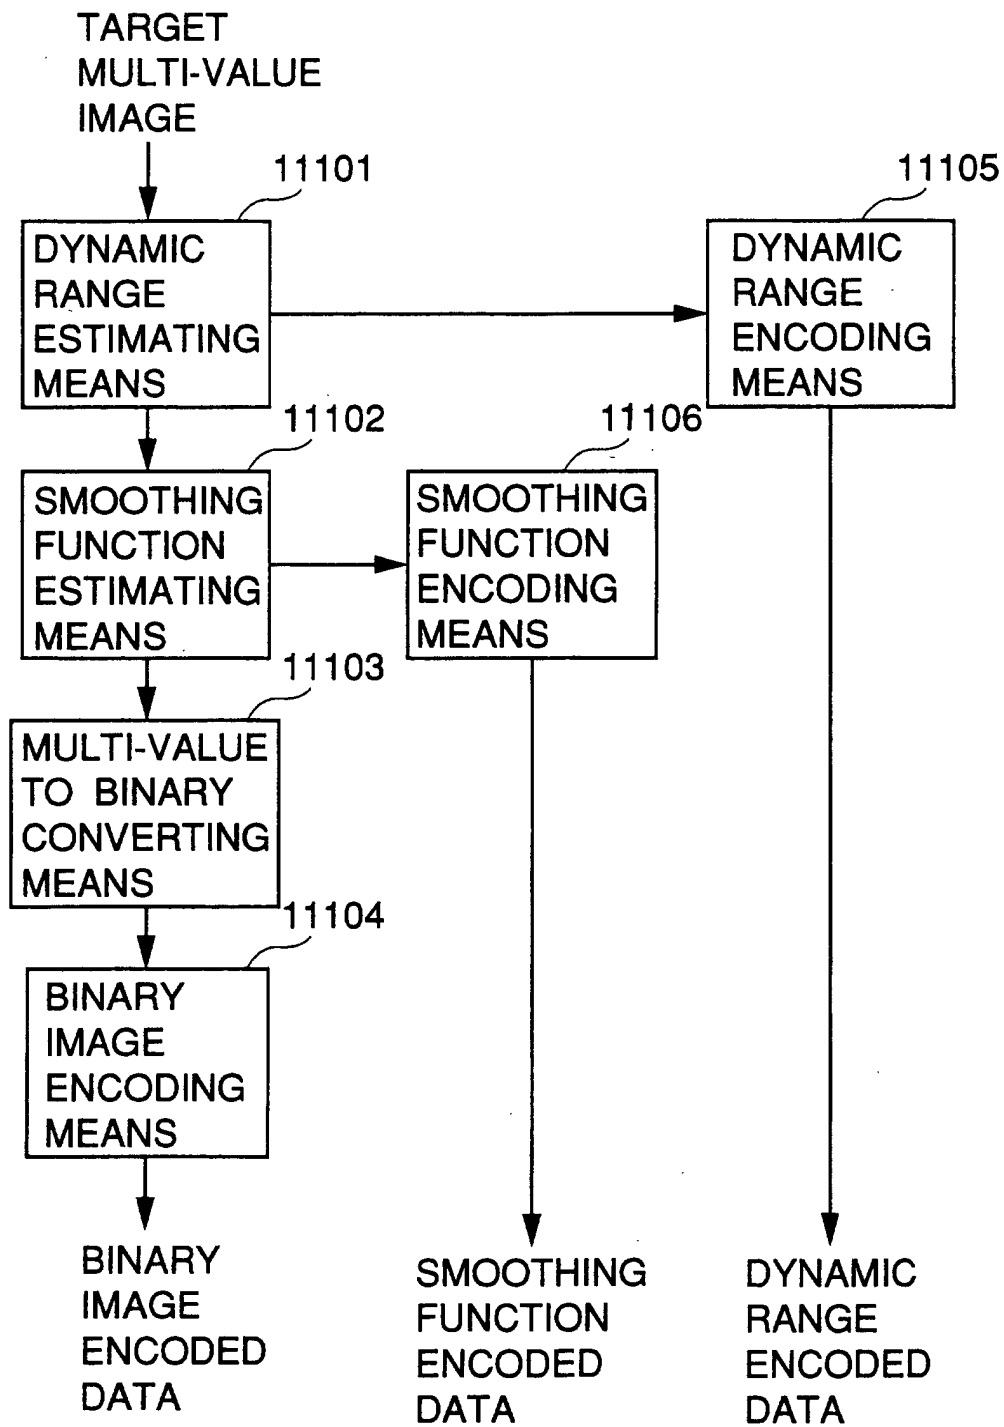 TARGET
MULTI-VALUE
IMAGE
11101
11105
DYNAMIC
RANGE
ESTIMATING
MEANS
DYNAMIC
RANGE
ENCODING
MEANS
11102
11106
SMOOTHING
FUNCTION
ESTIMATING
MEANS
SMOOTHING
FUNCTION
ENCODING
MEANS
11103
MULTI-VALUE
TO BINARY
CONVERTING
MEANS
11104
BINARY
IMAGE
ENCODING
MEANS
BINARY
IMAGE
ENCODED
DATA
SMOOTHING
FUNCTION
ENCODED
DATA
DYNAMIC
RANGE
ENCODED
DATA